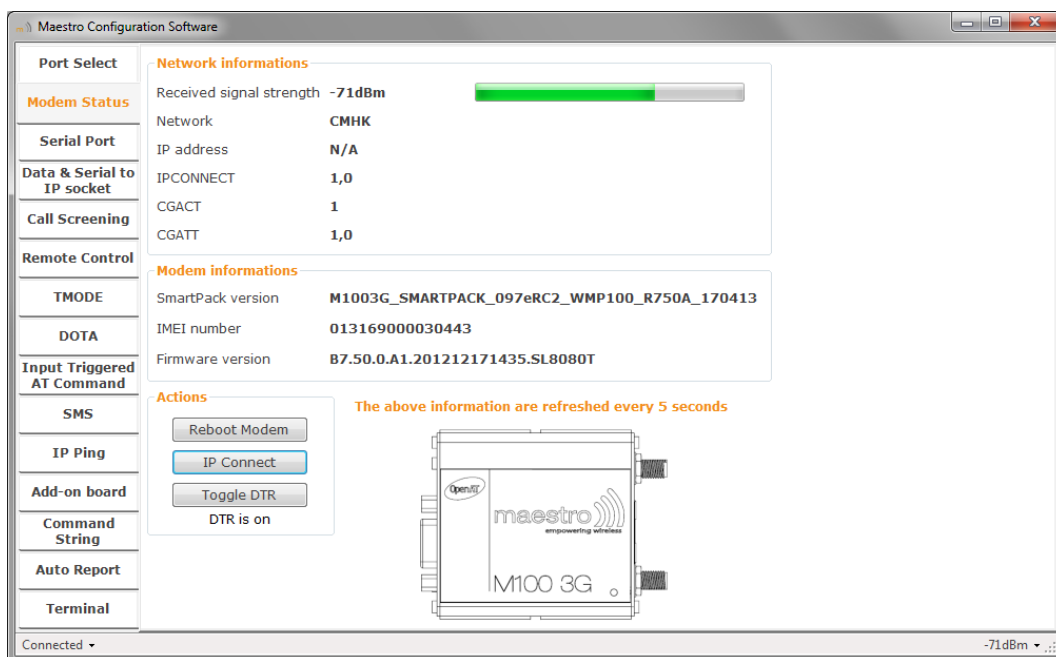 Maestro Configuration Software
Port Select
Modem Status
Serial Port
Data & Serial to
IP socket
Call Screening
Remote Control
TMODE
DOTA
Input Triggered
AT Command
SMS
IP Ping
Add-on board
Command
String
Auto Report
Terminal
Network informations
Received signal strength -71dBm
Network CMHK
IP address N/A
IPCONNECT 1,0
CGACT 1
CGATT 1,0
Modem informations
SmartPack version M1003G_SMARTPACK_097eRC2_WMP100_R750A_170413
IMEI number 013169000030443
Firmware version B7.50.0.A1.201212171435.SL8080T
Actions
Reboot Modem
IP Connect
Toggle DTR
DTR is on
The above information are refreshed every 5 seconds
OpenAT
maestro
empowering wireless
M100 3G
Connected
-71dBm